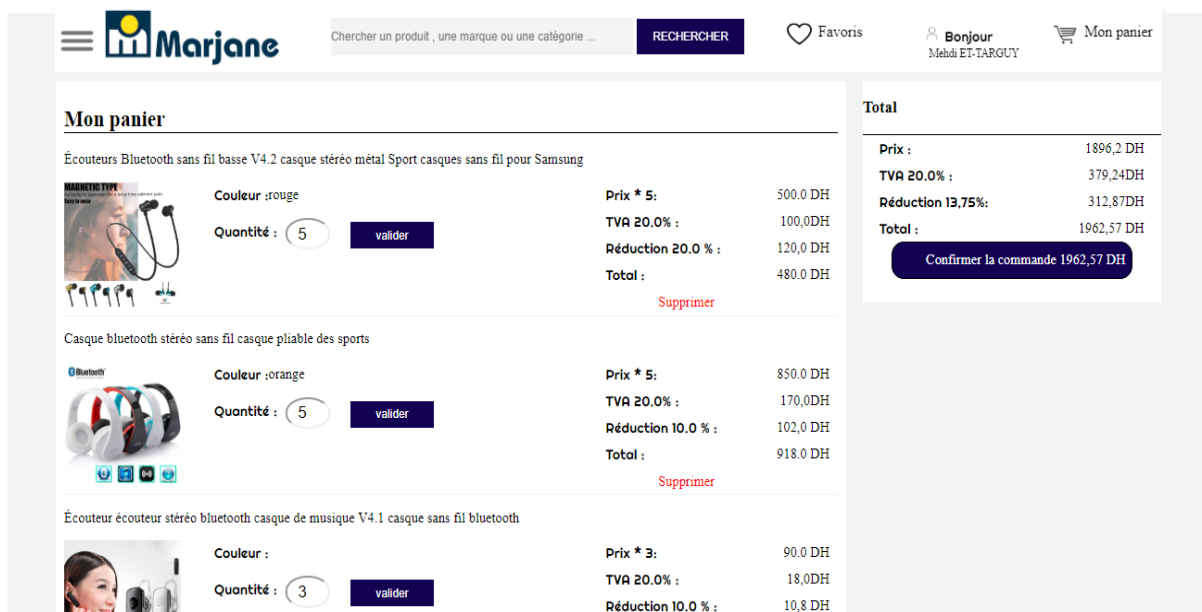 Marjane
Chercher un produit , une marque ou une catégorie ...
RECHERCHER
Favoris
Bonjour
Mehdi ET-TARGUY
Mon panier
Mon panier
Écouteurs Bluetooth sans fil basse V4.2 casque stéréo métal Sport casques sans fil pour Samsung
MAGNETIC TYPE
Easy to wear
Couleur :rouge
Quantité : 5 valider
Prix * 5: 500.0 DH
TVA 20.0% : 100,0DH
Réduction 20.0 % : 120,0 DH
Total : 480.0 DH
Supprimer
Casque bluetooth stéréo sans fil casque pliable des sports
Bluetooth
Couleur :orange
Quantité : 5 valider
Prix * 5: 850.0 DH
TVA 20.0% : 170,0DH
Réduction 10.0 % : 102,0 DH
Total : 918.0 DH
Supprimer
Écouteur écouteur stéréo bluetooth casque de musique V4.1 casque sans fil bluetooth
Couleur :
Quantité : 3 valider
Prix * 3: 90.0 DH
TVA 20.0% : 18,0DH
Réduction 10.0 % : 10,8 DH
Total
Prix : 1896,2 DH
TVA 20.0% : 379,24DH
Réduction 13,75%: 312,87DH
Total : 1962,57 DH
Confirmer la commande 1962,57 DH